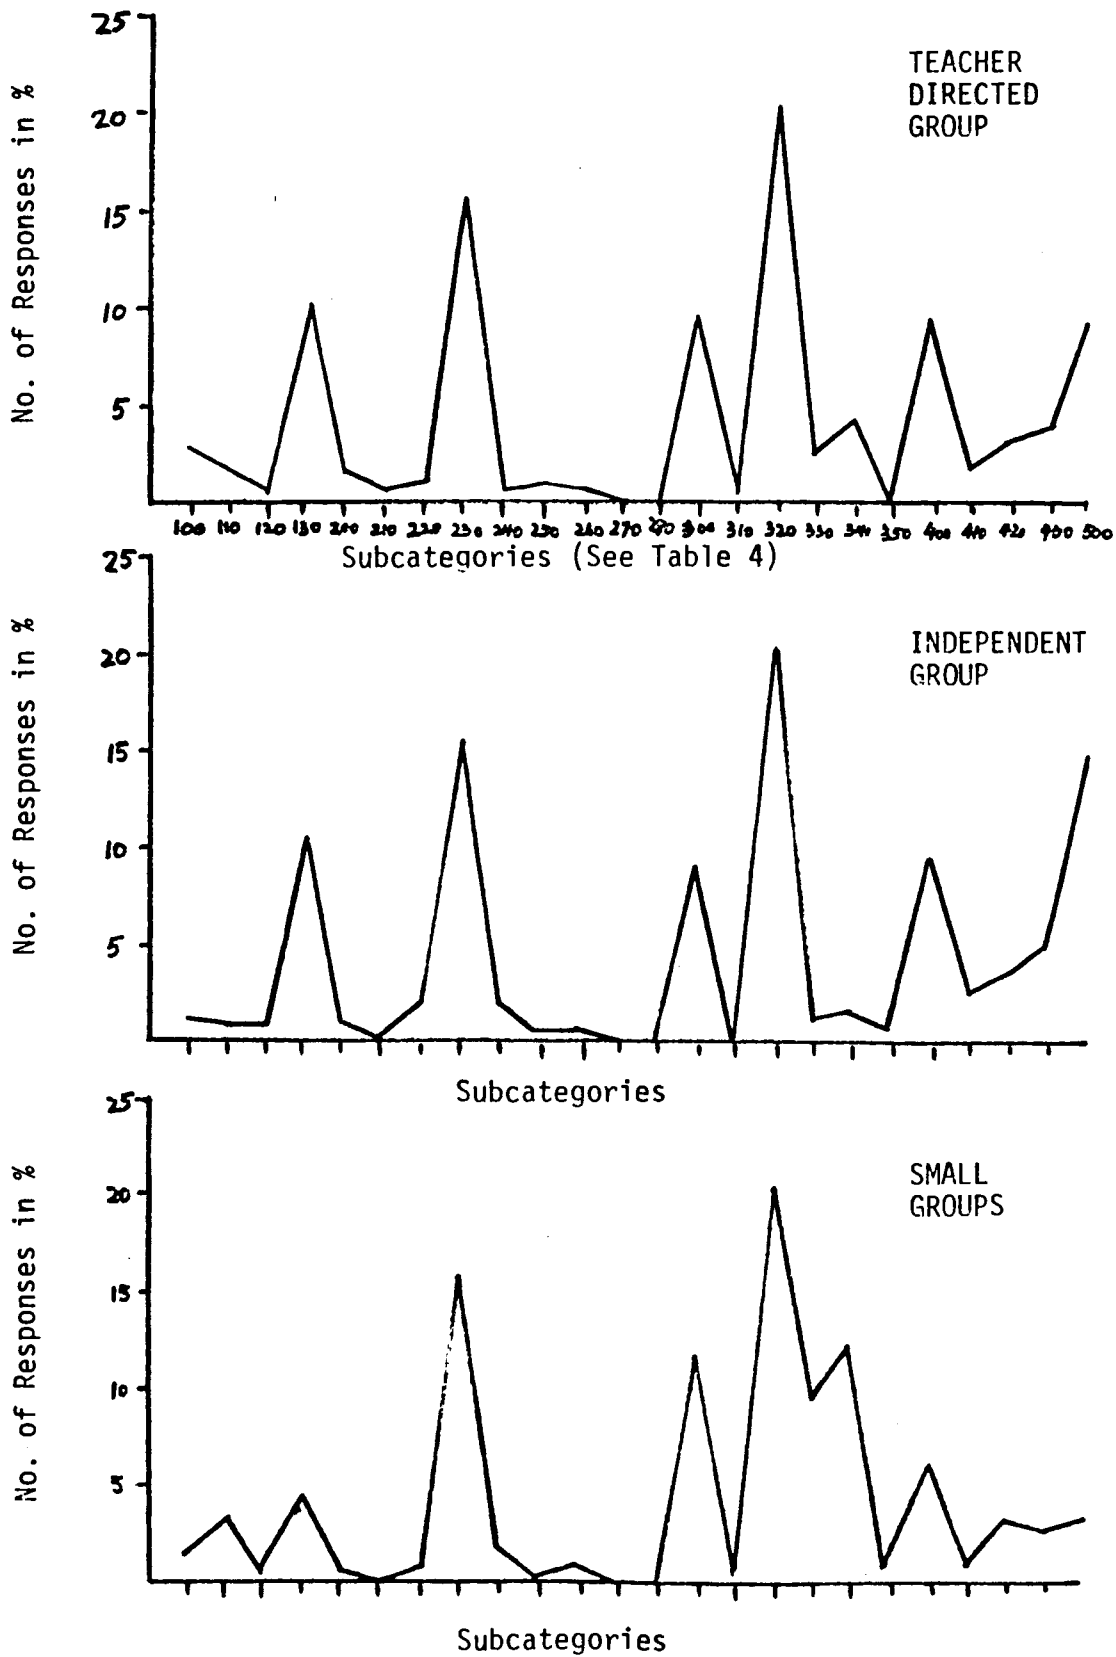 25
20
15
10
5
No. of Responses in %
TEACHER
DIRECTED
GROUP
100 110 120 130 200 210 220 230 240 250 260 270 280 300 310 320 330 340 350 400 410 420 490 500
Subcategories (See Table 4)
25
20
15
10
5
No. of Responses in %
INDEPENDENT
GROUP
Subcategories
25
20
15
10
5
No. of Responses in %
SMALL
GROUPS
Subcategories